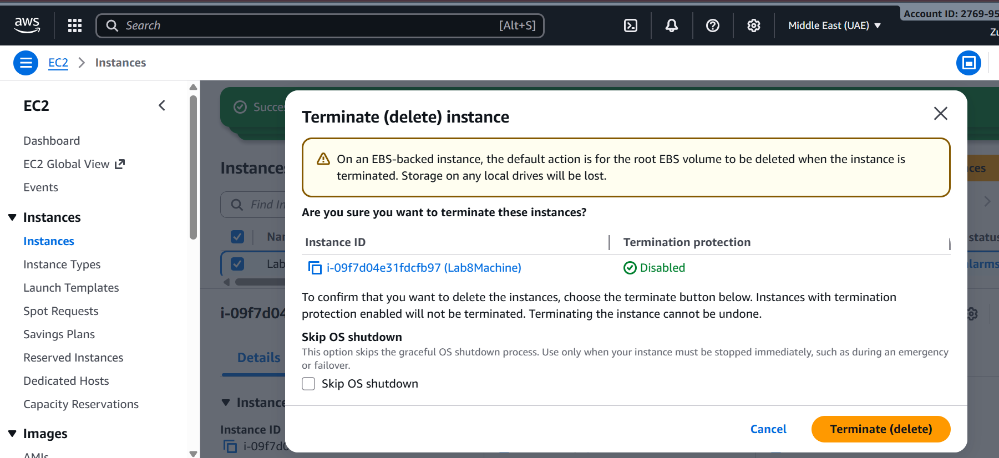 aws
Search [Alt+S]
Middle East (UAE)
Account ID: 2769-95
EC2 Instances
EC2
Dashboard
EC2 Global View
Events
Instances
Instances
Instance Types
Launch Templates
Spot Requests
Savings Plans
Reserved Instances
Dedicated Hosts
Capacity Reservations
Images
AMIs
Instances
Find In
Lab
i-09f7d04
Details
Instance
Instance ID
i-09f7d0
status
Terminate (delete) instance
On an EBS-backed instance, the default action is for the root EBS volume to be deleted when the instance is
terminated. Storage on any local drives will be lost.
Are you sure you want to terminate these instances?
Instance ID Termination protection
i-09f7d04e31fdcfb97 (Lab8Machine) Disabled
To confirm that you want to delete the instances, choose the terminate button below. Instances with termination
protection enabled will not be terminated. Terminating the instance cannot be undone.
Skip OS shutdown
This option skips the graceful OS shutdown process. Use only when your instance must be stopped immediately, such as during an emergency
or failover.
Skip OS shutdown
Cancel Terminate (delete)